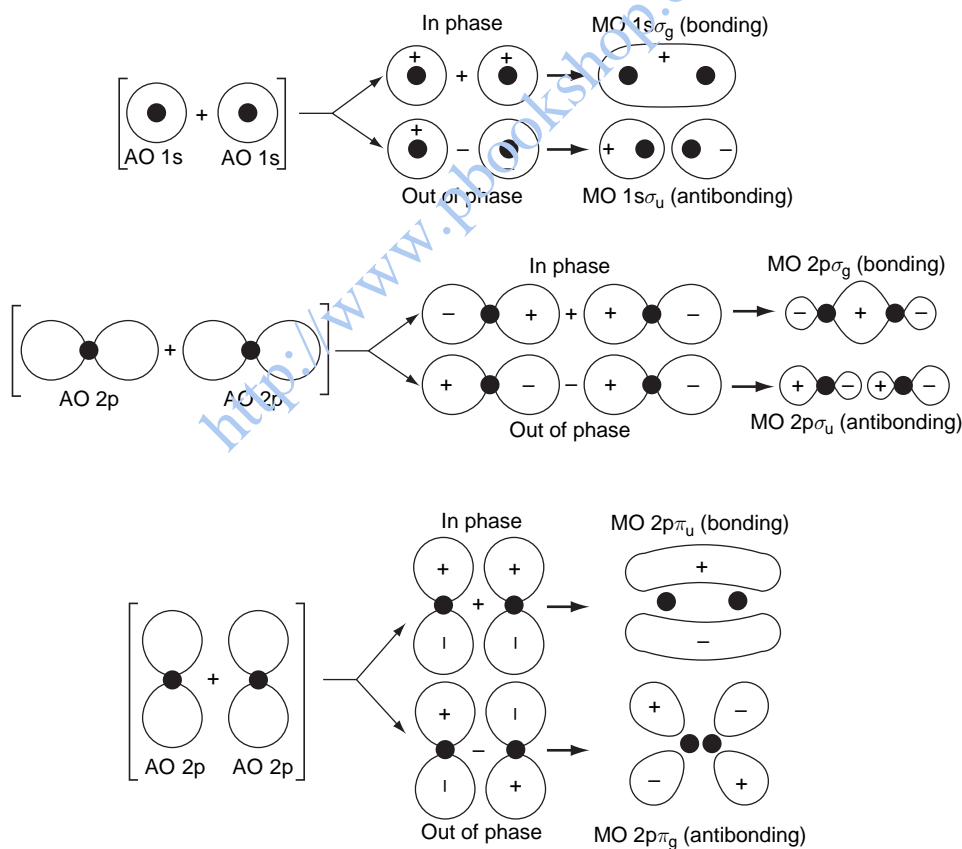 In phase
MO 1sσg (bonding)
+ + + +
AO 1s + AO 1s
+ −
+ −
Out of phase
MO 1sσu (antibonding)
In phase
MO 2pσg (bonding)
− + + + −
− + −
AO 2p + AO 2p
+ − − + −
+ − + −
Out of phase
MO 2pσu (antibonding)
In phase
MO 2pπu (bonding)
+ +
+
+
− −
−
AO 2p + AO 2p
+ −
+ −
−
− +
− +
Out of phase
MO 2pπg (antibonding)
http://www.pbookshop.c